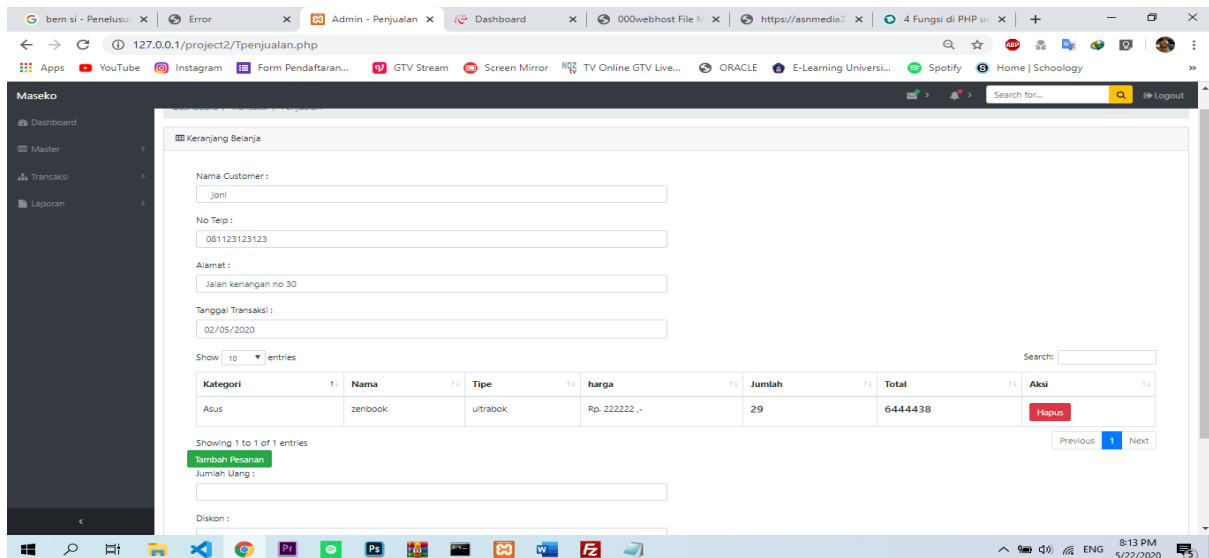 bem si - Penelusu Error Admin - Penjualan Dashboard 000webhost File M https://asnmedia2 4 Fungsi di PHP un
127.0.0.1/project2/Tpenjualan.php
Apps YouTube Instagram Form Pendaftaran... GTV Stream Screen Mirror TV Online GTV Live... ORACLE E-Learning Universi... Spotify Home | Schoology
Maseko Search for... Logout
Dashboard / Transaksi / Penjualan
Dashboard
Master
Transaksi
Laporan
Keranjang Belanja
Nama Customer :
joni
No Telp :
081123123123
Alamat :
Jalan kenangan no 30
Tanggal Transaksi :
02/05/2020
Show 10 entries Search:
Kategori Nama Tipe harga Jumlah Total Aksi
Asus zenbook ultrabok Rp. 222222 ,- 29 6444438 Hapus
Showing 1 to 1 of 1 entries Previous 1 Next
Tambah Pesanan
Jumlah Uang :
Diskon :
ENG 8:13 PM
5/22/2020